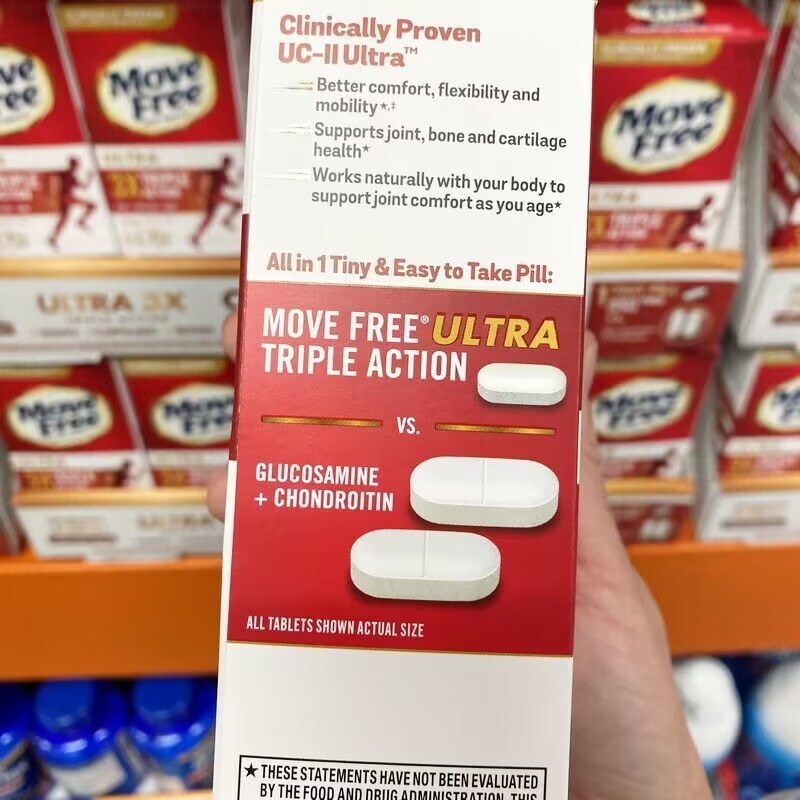 Clinically Proven
UC-II Ultra™
Better comfort, flexibility and
mobility*,‡
Supports joint, bone and cartilage
health*
Works naturally with your body to
support joint comfort as you age*
All in 1 Tiny & Easy to Take Pill:
MOVE FREE® ULTRA
TRIPLE ACTION
VS.
GLUCOSAMINE
+ CHONDROITIN
ALL TABLETS SHOWN ACTUAL SIZE
★ THESE STATEMENTS HAVE NOT BEEN EVALUATED
BY THE FOOD AND DRUG ADMINISTRATION. THIS
Move
Free
ULTRA
Move
Free
ULTRA
TRIPLE
ULTRA 3X
Move
Free
Move
Free
Move
Free